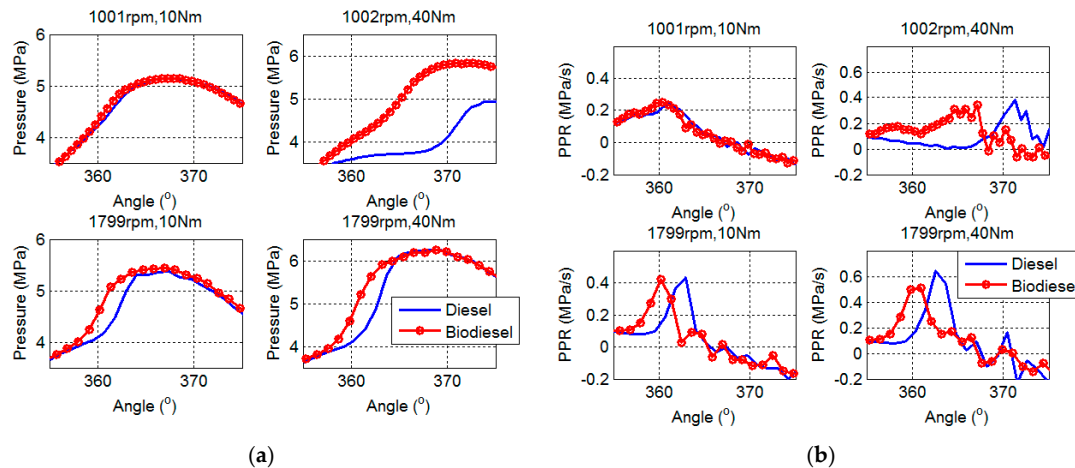 1001rpm,10Nm
Pressure (MPa)
6
5
4
360 370
Angle (°)
1002rpm,40Nm
Pressure (MPa)
6
5
4
360 370
Angle (°)
1799rpm,10Nm
Pressure (MPa)
6
5
4
360 370
Angle (°)
1799rpm,40Nm
Pressure (MPa)
6
5
4
360 370
Angle (°)
Diesel
Biodiesel
(a)
1001rpm,10Nm
PPR (MPa/s)
0.4
0.2
0
-0.2
360 370
Angle (°)
1002rpm,40Nm
PPR (MPa/s)
0.6
0.4
0.2
0
-0.2
360 370
Angle (°)
1799rpm,10Nm
PPR (MPa/s)
0.6
0.4
0.2
0
-0.2
360 370
Angle (°)
1799rpm,40Nm
PPR (MPa/s)
0.6
0.4
0.2
0
-0.2
360 370
Angle (°)
Diesel
Biodiesel
(b)